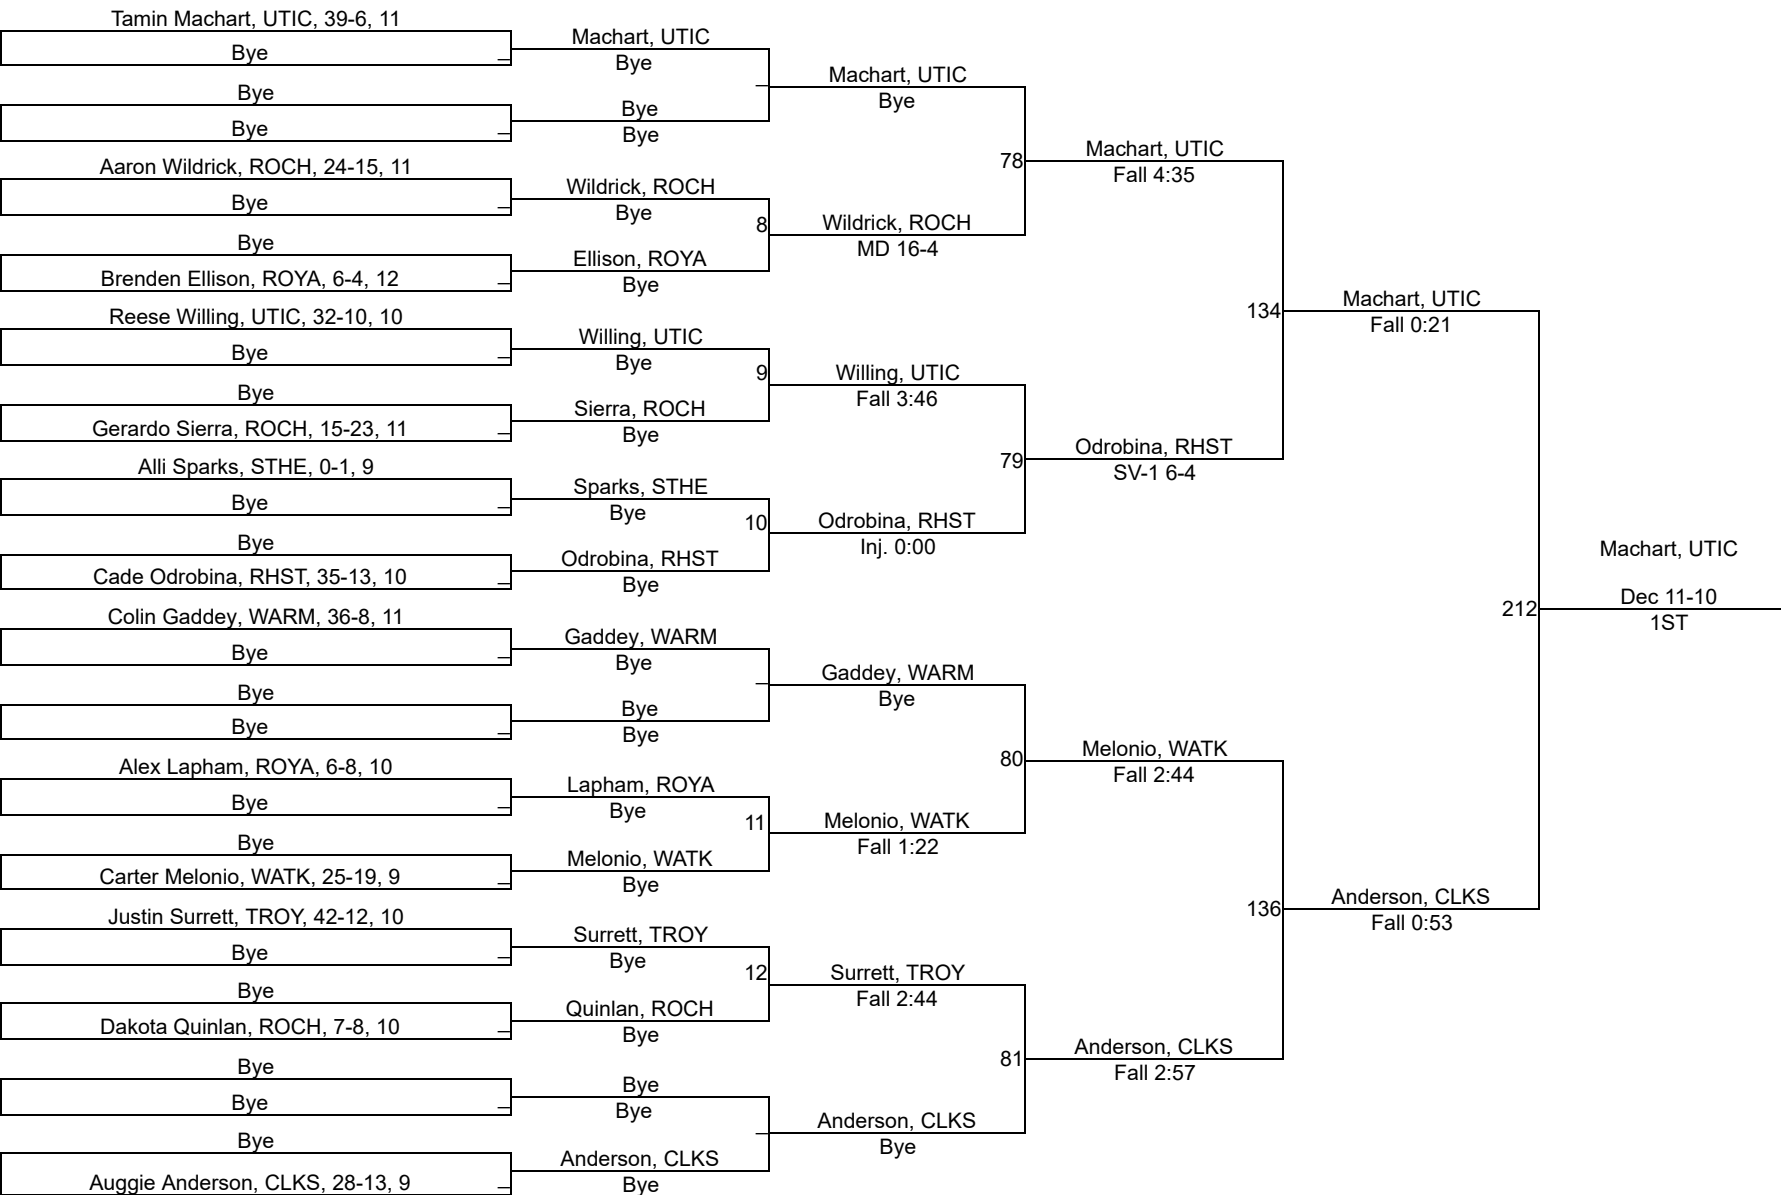 Tamin Machart, UTIC, 39-6, 11
Bye
Bye
Bye
Aaron Wildrick, ROCH, 24-15, 11
Bye
Bye
Brenden Ellison, ROYA, 6-4, 12
Reese Willing, UTIC, 32-10, 10
Bye
Bye
Gerardo Sierra, ROCH, 15-23, 11
Alli Sparks, STHE, 0-1, 9
Bye
Bye
Cade Odrobina, RHST, 35-13, 10
Colin Gaddey, WARM, 36-8, 11
Bye
Bye
Bye
Alex Lapham, ROYA, 6-8, 10
Bye
Bye
Carter Melonio, WATK, 25-19, 9
Justin Surrett, TROY, 42-12, 10
Bye
Bye
Dakota Quinlan, ROCH, 7-8, 10
Bye
Bye
Bye
Auggie Anderson, CLKS, 28-13, 9
Machart, UTIC
Bye
Bye
Bye
Wildrick, ROCH
Bye
8
Ellison, ROYA
Bye
Willing, UTIC
Bye
9
Sierra, ROCH
Bye
Sparks, STHE
Bye
10
Odrobina, RHST
Bye
Gaddey, WARM
Bye
Bye
Bye
Lapham, ROYA
Bye
11
Melonio, WATK
Bye
Surrett, TROY
Bye
12
Quinlan, ROCH
Bye
Bye
Bye
Anderson, CLKS
Bye
Machart, UTIC
Bye
78
Wildrick, ROCH
MD 16-4
Willing, UTIC
Fall 3:46
79
Odrobina, RHST
Inj. 0:00
Gaddey, WARM
Bye
80
Melonio, WATK
Fall 1:22
Surrett, TROY
Fall 2:44
81
Anderson, CLKS
Bye
Machart, UTIC
Fall 4:35
134
Odrobina, RHST
SV-1 6-4
Melonio, WATK
Fall 2:44
136
Anderson, CLKS
Fall 2:57
Machart, UTIC
Fall 0:21
212
Anderson, CLKS
Fall 0:53
Machart, UTIC
Dec 11-10
1ST